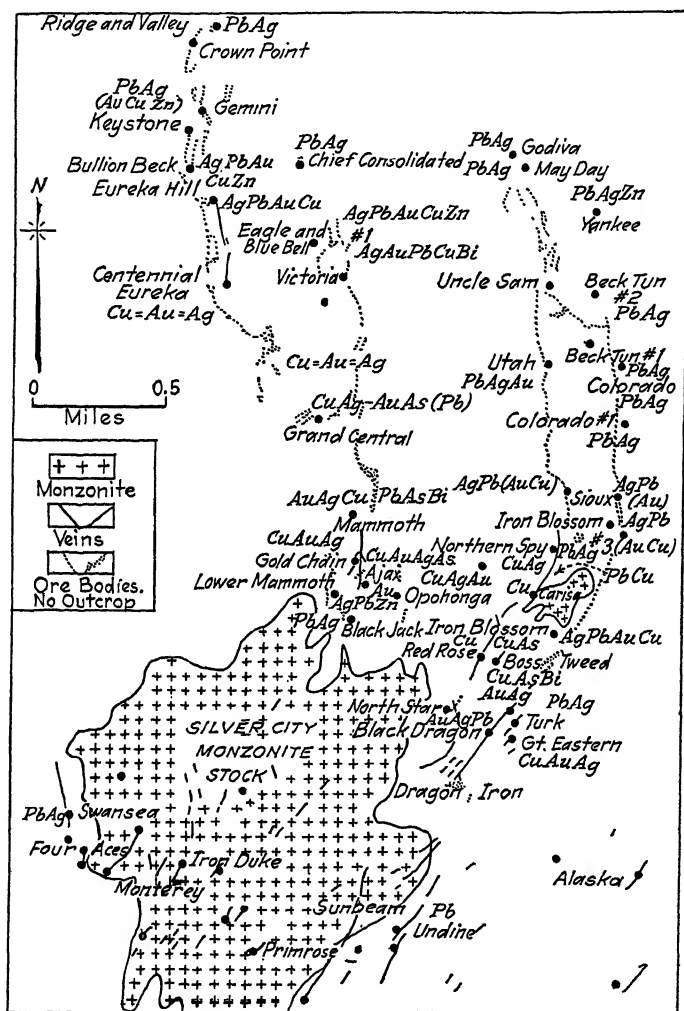 Ridge and Valley
PbAg
Crown Point
PbAg
(AuCuZn)
Gemini
Keystone
PbAg
Chief Consolidated
PbAg
Godiva
PbAg
May Day
Bullion Beck
AgPbAu
CuZn
Eureka Hill
AgPbAuCu
PbAgZn
Yankee
N
Eagle and
Blue Bell
AgPbAuCuZn
#1
AgAuPbCuBi
Victoria
Centennial
Eureka
Cu=Au=Ag
Uncle Sam
Beck Tun
#2
PbAg
Cu=Au=Ag
Beck Tun #1
Utah
PbAgAu
PbAg
Colorado
PbAg
0 0.5
Miles
CuAg-AuAs(Pb)
Grand Central
Colorado #1
PbAg
+ + +
Monzonite
Veins
Ore Bodies.
No Outcrop
AuAgCu
PbAsBi
Mammoth
AgPb(AuCu)
Sioux
AgPb
(Au)
Iron Blossom
AgPb
#3(AuCu)
CuAuAg
Gold Chain
CuAuAgAs
Ajax
Au
Northern Spy
CuAg
PbAg
PbCu
Lower Mammoth
AgPbZn
CuAgAu
Opohonga
Cu
Caris
PbAg
Black Jack
Iron Blossom
AgPbAuCu
Cu
CuAs
Red Rose
Boss
Tweed
CuAsBi
AuAg
North Star
PbAg
AuAgPb
Black Dragon
Turk
Gt. Eastern
CuAuAg
SILVER CITY
MONZONITE
STOCK
Dragon Iron
PbAg
Swansea
Four Aces
Iron Duke
Monterey
Alaska
Sunbeam
Pb
Undine
Primrose